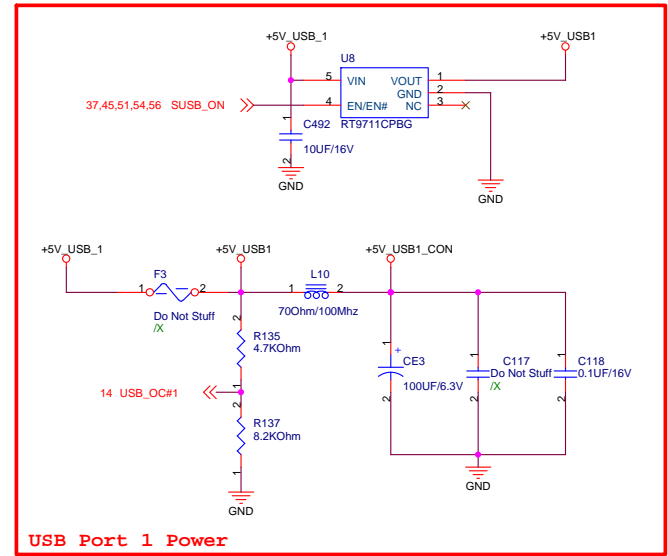 +5V_USB_1
+5V_USB1
U8
5 VIN VOUT 1
GND 2
37,45,51,54,56 SUSB_ON 4 EN/EN# NC 3
RT9711CPBG
1
C492
10UF/16V
2
GND
GND
+5V_USB_1
+5V_USB1
+5V_USB1_CON
F3
L10
1 2
1 2
Do Not Stuff
/X
70Ohm/100Mhz
2
R135
4.7KOhm
1
14 USB_OC#1
2
R137
8.2KOhm
1
GND
1
+
CE3
100UF/6.3V
2
1
C117
Do Not Stuff
/X
2
1
C118
0.1UF/16V
2
GND
USB Port 1 Power